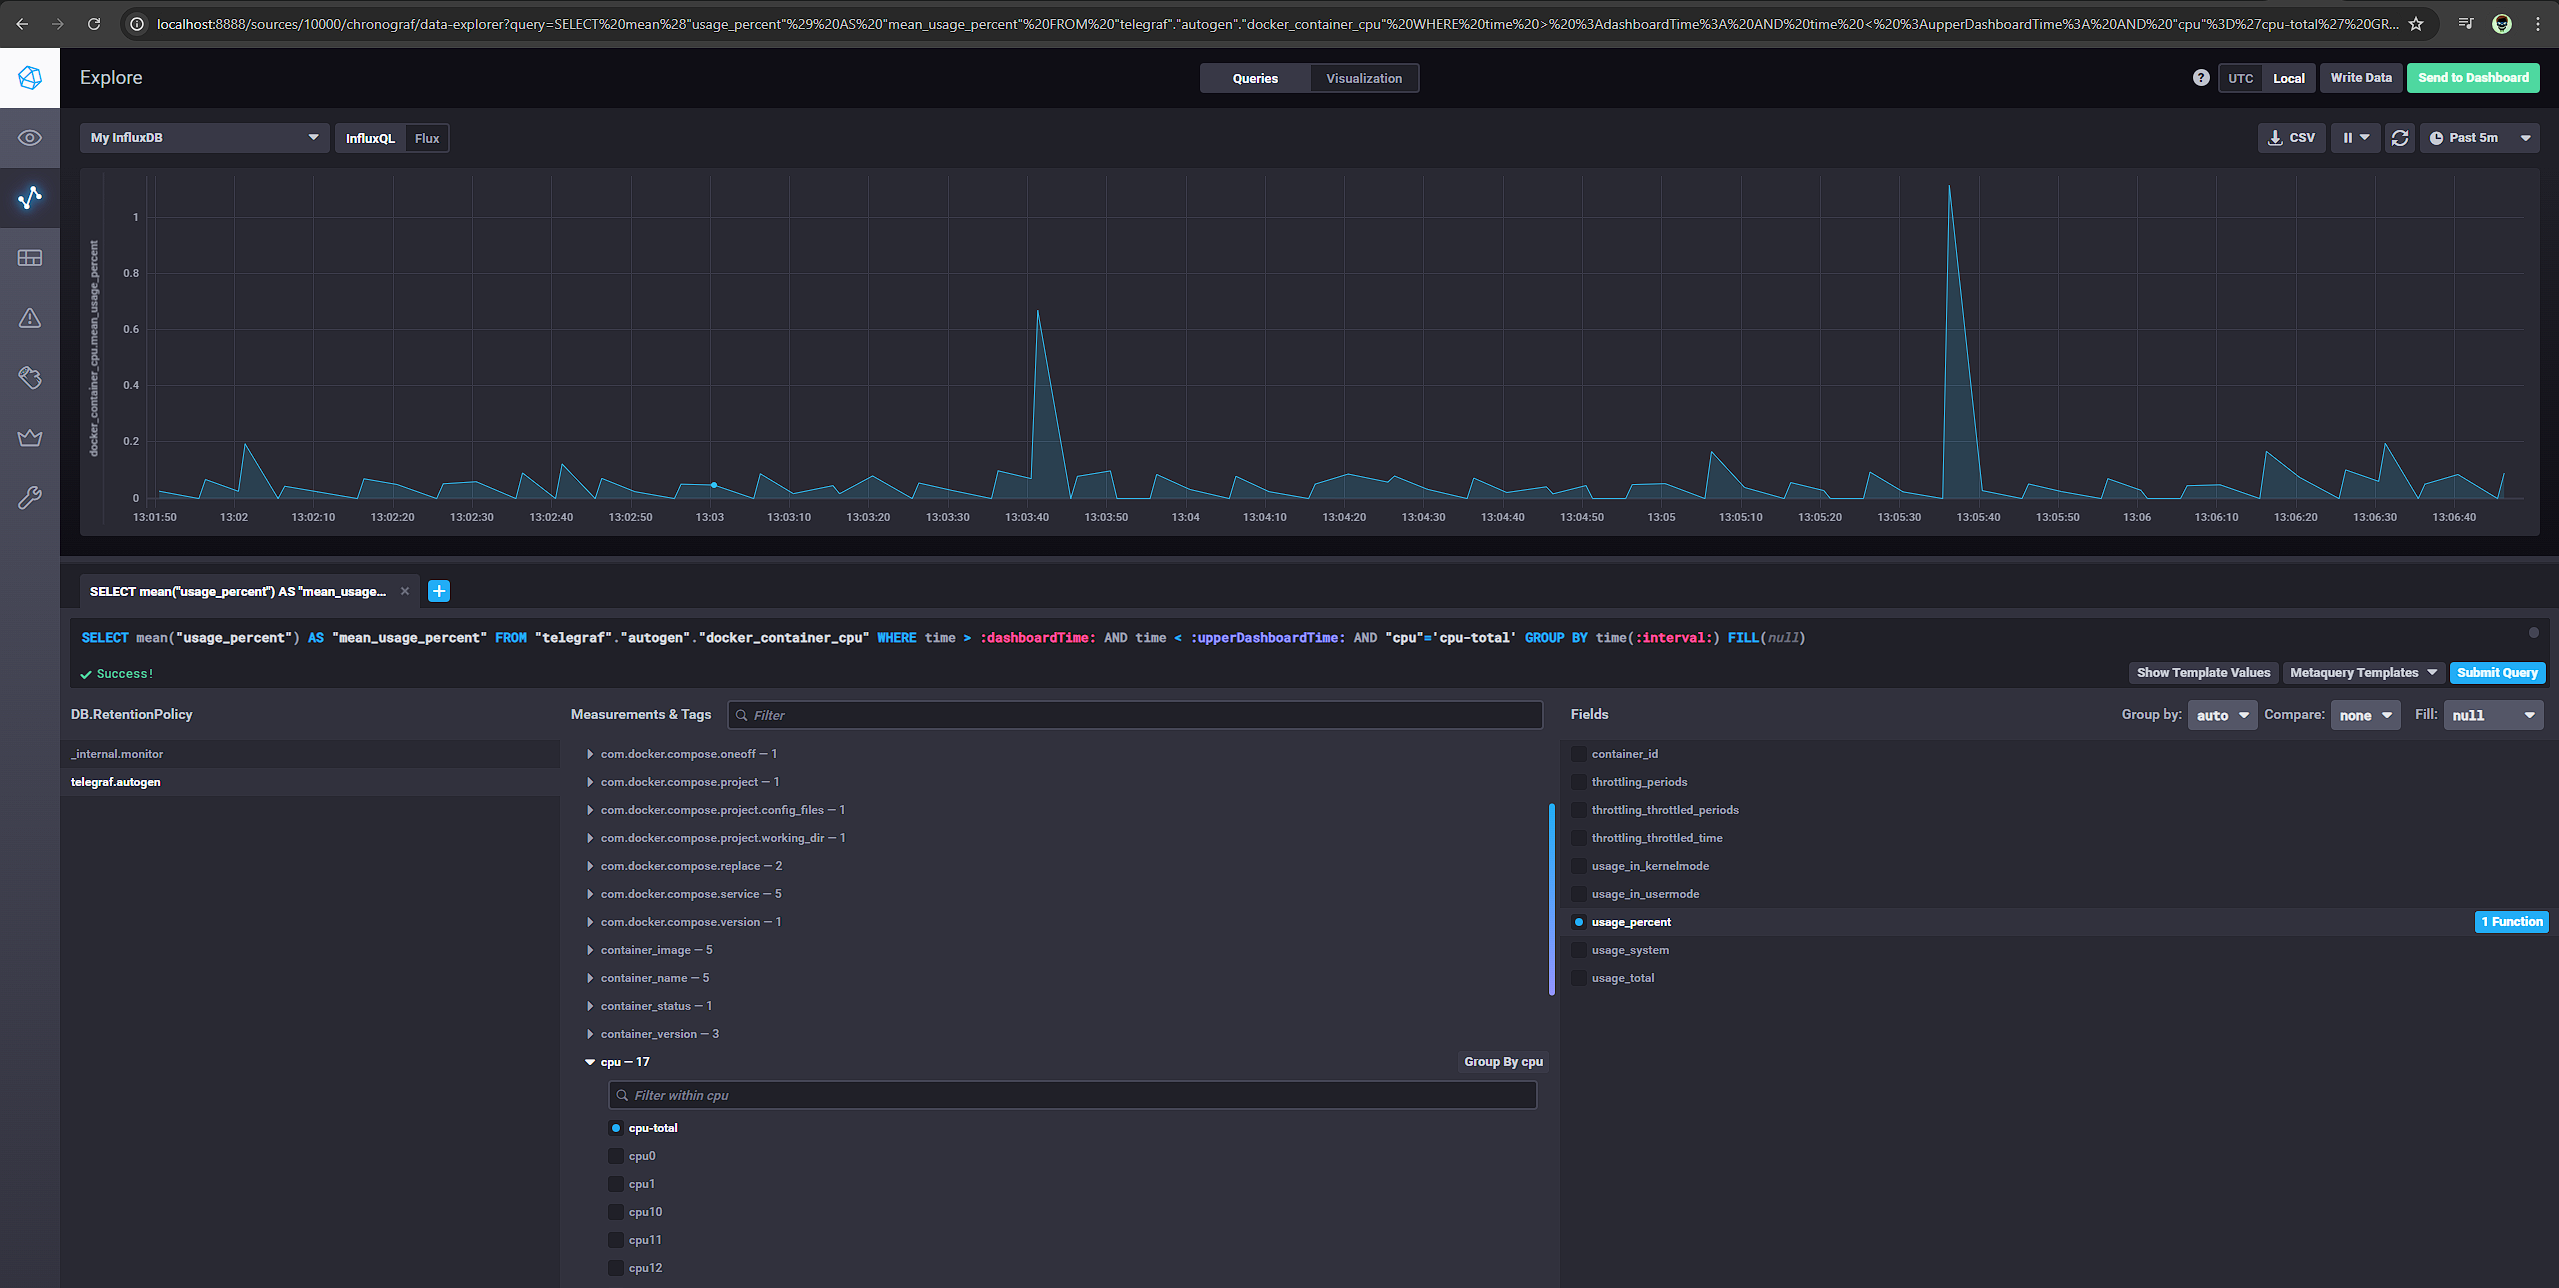 localhost:8888/sources/10000/chronograf/data-explorer?query=SELECT%20mean%28"usage_percent"%29%20AS%20"mean_usage_percent"%20FROM%20"telegraf"."autogen"."docker_container_cpu"%20WHERE%20time%20>%20%3AdashboardTime%3A%20AND%20time%20<%20%3AupperDashboardTime%3A%20AND%20"cpu"%3D%27cpu-total%27%20GR...
Explore
Queries
Visualization
?
UTC
Local
Write Data
Send to Dashboard
My InfluxDB
InfluxQL
Flux
CSV
Past 5m
docker_container_cpu.mean_usage_percent
1
0.8
0.6
0.4
0.2
0
13:01:50 13:02 13:02:10 13:02:20 13:02:30 13:02:40 13:02:50 13:03 13:03:10 13:03:20 13:03:30 13:03:40 13:03:50 13:04 13:04:10 13:04:20 13:04:30 13:04:40 13:04:50 13:05 13:05:10 13:05:20 13:05:30 13:05:40 13:05:50 13:06 13:06:10 13:06:20 13:06:30 13:06:40
SELECT mean("usage_percent") AS "mean_usage...
SELECT mean("usage_percent") AS "mean_usage_percent" FROM "telegraf"."autogen"."docker_container_cpu" WHERE time > :dashboardTime: AND time < :upperDashboardTime: AND "cpu"='cpu-total' GROUP BY time(:interval:) FILL(null)
Success!
Show Template Values
Metaquery Templates
Submit Query
DB.RetentionPolicy
_internal.monitor
telegraf.autogen
Measurements & Tags
Filter
com.docker.compose.oneoff — 1
com.docker.compose.project — 1
com.docker.compose.project.config_files — 1
com.docker.compose.project.working_dir — 1
com.docker.compose.replace — 2
com.docker.compose.service — 5
com.docker.compose.version — 1
container_image — 5
container_name — 5
container_status — 1
container_version — 3
cpu — 17
Group By cpu
Filter within cpu
cpu-total
cpu0
cpu1
cpu10
cpu11
cpu12
Fields
Group by:
auto
Compare:
none
Fill:
null
container_id
throttling_periods
throttling_throttled_periods
throttling_throttled_time
usage_in_kernelmode
usage_in_usermode
usage_percent
1 Function
usage_system
usage_total